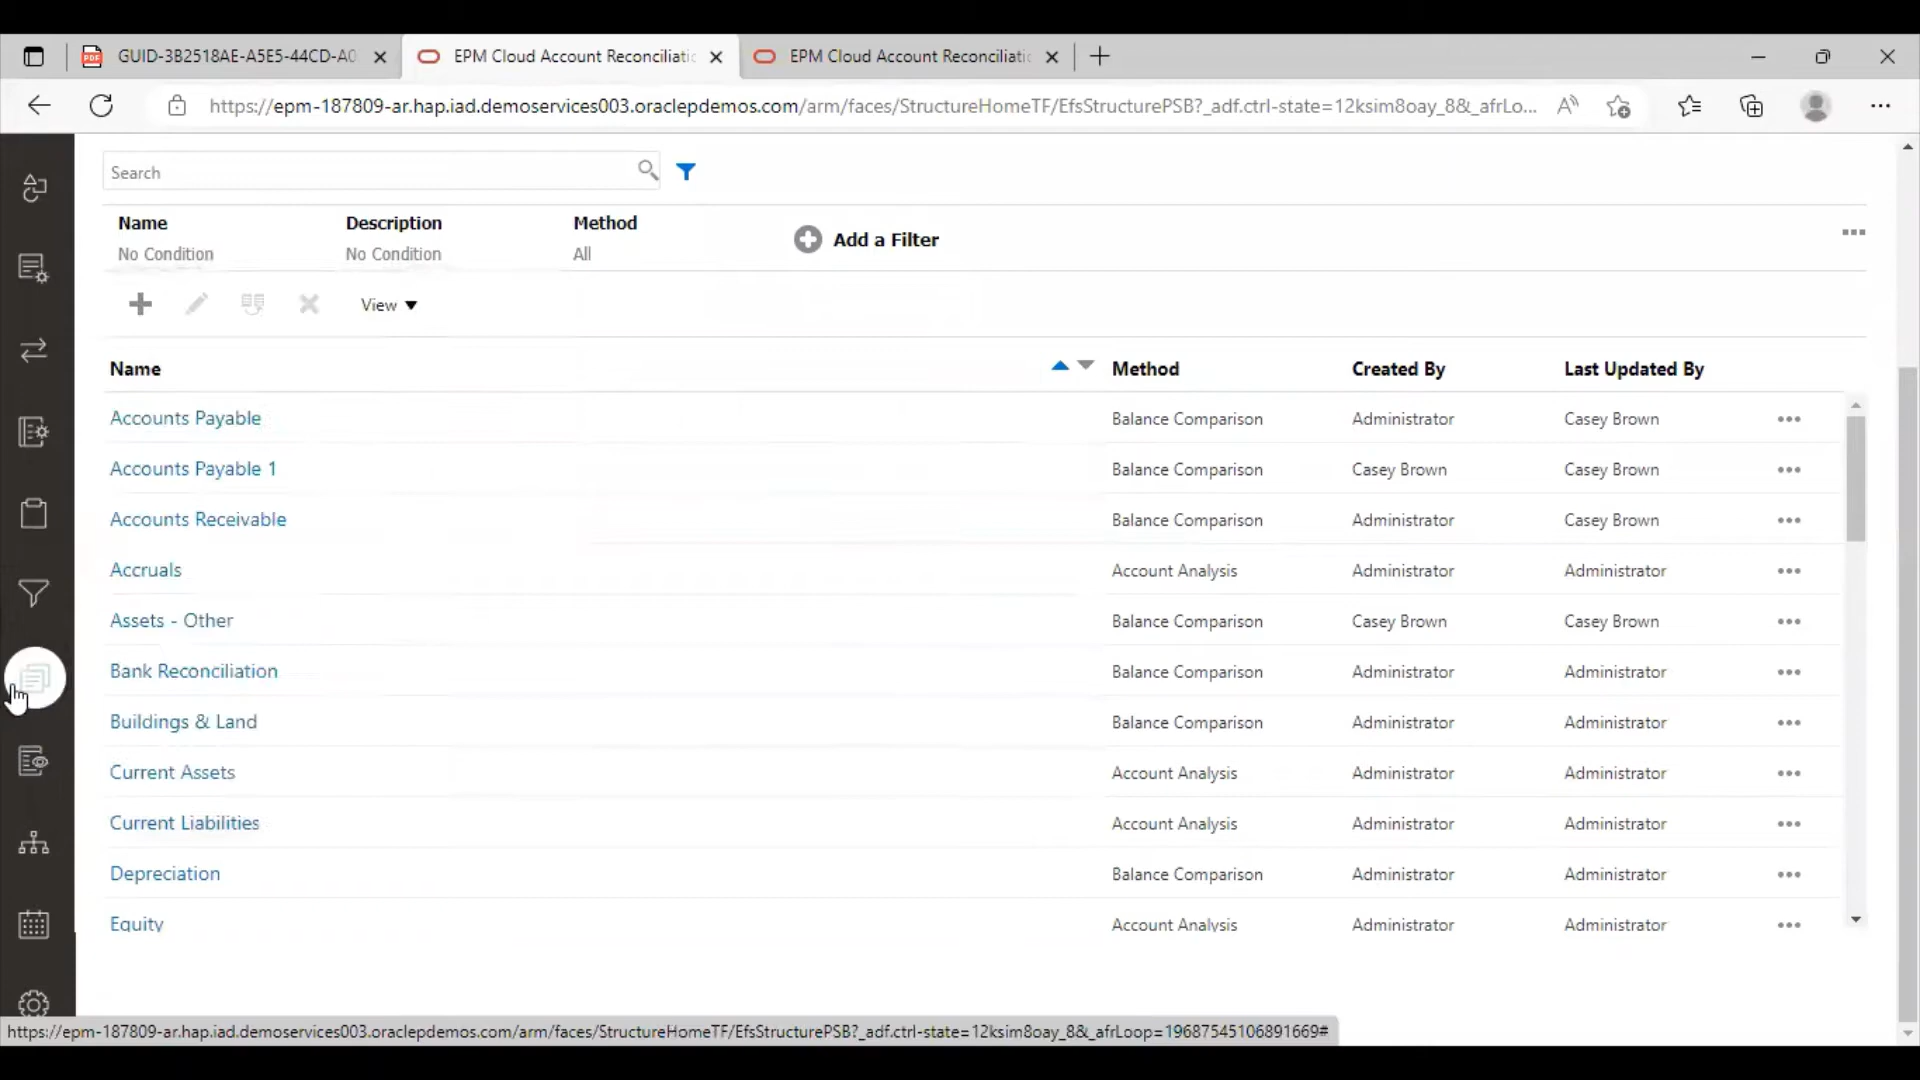 GUID-3B2518AE-A5E5-44CD-A0
EPM Cloud Account Reconciliatic
EPM Cloud Account Reconciliatic
https://epm-187809-ar.hap.iad.demoservices003.oraclepdemos.com/arm/faces/StructureHomeTF/EfsStructurePSB?_adf.ctrl-state=12ksim8oay_8&_afrLo...
Search
Name Description Method
No Condition No Condition All
Add a Filter
View
Name Method Created By Last Updated By
Accounts Payable Balance Comparison Administrator Casey Brown
Accounts Payable 1 Balance Comparison Casey Brown Casey Brown
Accounts Receivable Balance Comparison Administrator Casey Brown
Accruals Account Analysis Administrator Administrator
Assets - Other Balance Comparison Casey Brown Casey Brown
Bank Reconciliation Balance Comparison Administrator Administrator
Buildings & Land Balance Comparison Administrator Administrator
Current Assets Account Analysis Administrator Administrator
Current Liabilities Account Analysis Administrator Administrator
Depreciation Balance Comparison Administrator Administrator
Equity Account Analysis Administrator Administrator
https://epm-187809-ar.hap.iad.demoservices003.oraclepdemos.com/arm/faces/StructureHomeTF/EfsStructurePSB?_adf.ctrl-state=12ksim8oay_8&_afrLoop=19687545106891669#